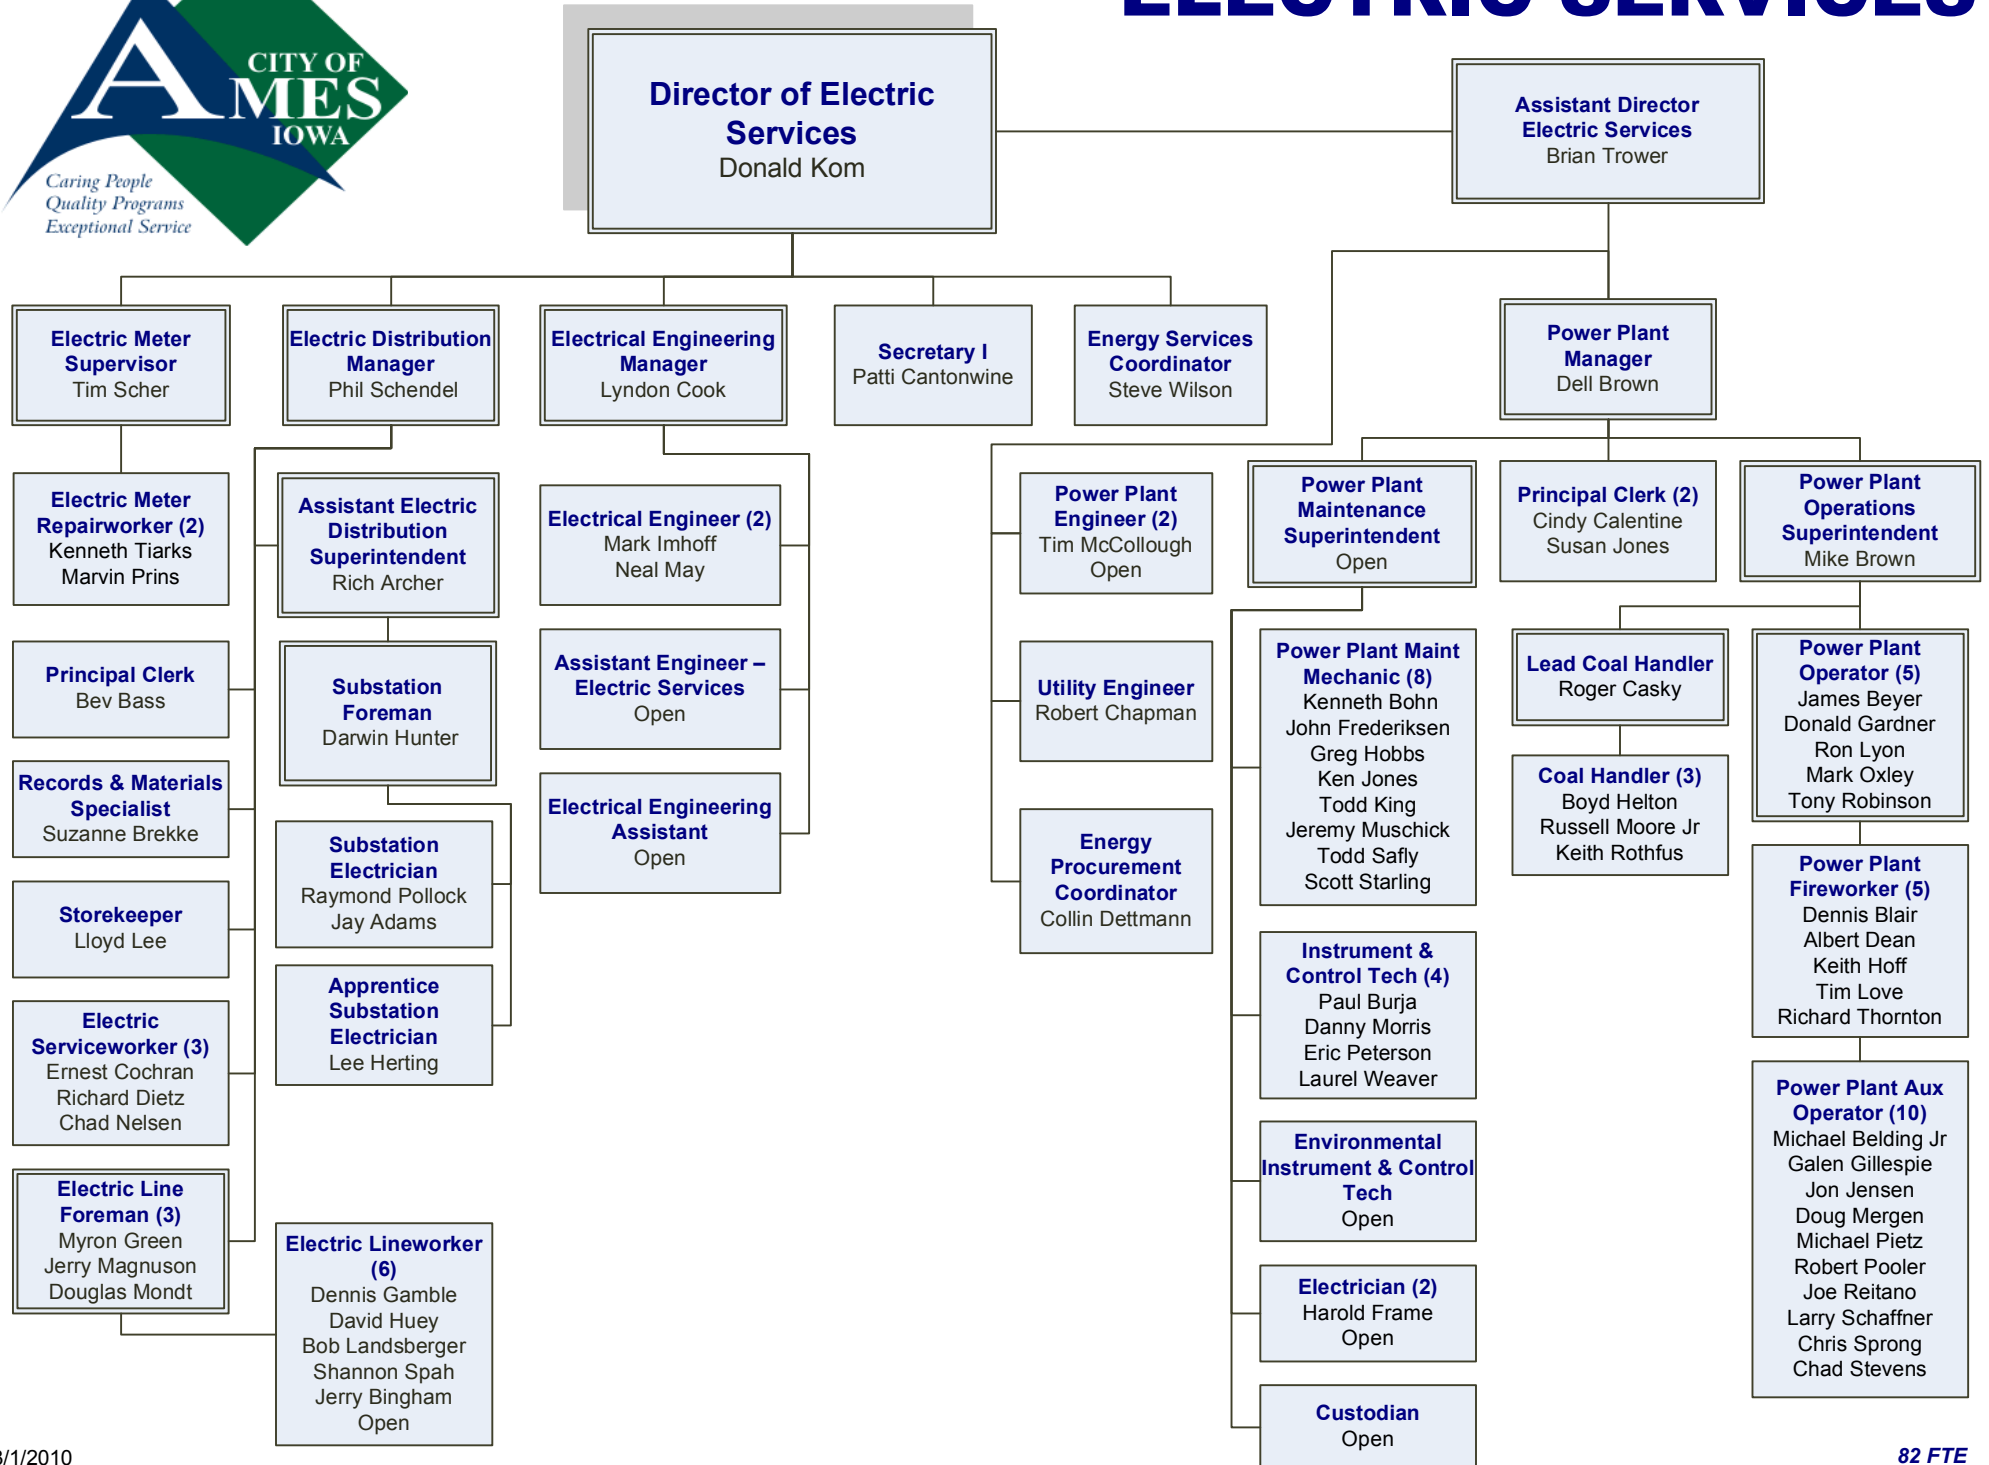 ELECTRIC SERVICES
CITY OF
AMES
IOWA
Caring People
Quality Programs
Exceptional Service
Director of Electric
Services
Donald Kom
Assistant Director
Electric Services
Brian Trower
Electric Meter
Supervisor
Tim Scher
Electric Distribution
Manager
Phil Schendel
Electrical Engineering
Manager
Lyndon Cook
Secretary I
Patti Cantonwine
Energy Services
Coordinator
Steve Wilson
Power Plant
Manager
Dell Brown
Electric Meter
Repairworker (2)
Kenneth Tiarks
Marvin Prins
Principal Clerk
Bev Bass
Records & Materials
Specialist
Suzanne Brekke
Storekeeper
Lloyd Lee
Electric
Serviceworker (3)
Ernest Cochran
Richard Dietz
Chad Nelsen
Electric Line
Foreman (3)
Myron Green
Jerry Magnuson
Douglas Mondt
Assistant Electric
Distribution
Superintendent
Rich Archer
Substation
Foreman
Darwin Hunter
Substation
Electrician
Raymond Pollock
Jay Adams
Apprentice
Substation
Electrician
Lee Herting
Electric Lineworker
(6)
Dennis Gamble
David Huey
Bob Landsberger
Shannon Spah
Jerry Bingham
Open
Electrical Engineer (2)
Mark Imhoff
Neal May
Assistant Engineer –
Electric Services
Open
Electrical Engineering
Assistant
Open
Power Plant
Engineer (2)
Tim McCollough
Open
Utility Engineer
Robert Chapman
Energy
Procurement
Coordinator
Collin Dettmann
Power Plant
Maintenance
Superintendent
Open
Power Plant Maint
Mechanic (8)
Kenneth Bohn
John Frederiksen
Greg Hobbs
Ken Jones
Todd King
Jeremy Muschick
Todd Safly
Scott Starling
Instrument &
Control Tech (4)
Paul Burja
Danny Morris
Eric Peterson
Laurel Weaver
Environmental
Instrument & Control
Tech
Open
Electrician (2)
Harold Frame
Open
Custodian
Open
Principal Clerk (2)
Cindy Calentine
Susan Jones
Power Plant
Operations
Superintendent
Mike Brown
Lead Coal Handler
Roger Casky
Coal Handler (3)
Boyd Helton
Russell Moore Jr
Keith Rothfus
Power Plant
Operator (5)
James Beyer
Donald Gardner
Ron Lyon
Mark Oxley
Tony Robinson
Power Plant
Fireworker (5)
Dennis Blair
Albert Dean
Keith Hoff
Tim Love
Richard Thornton
Power Plant Aux
Operator (10)
Michael Belding Jr
Galen Gillespie
Jon Jensen
Doug Mergen
Michael Pietz
Robert Pooler
Joe Reitano
Larry Schaffner
Chris Sprong
Chad Stevens
/1/2010
82 FTE